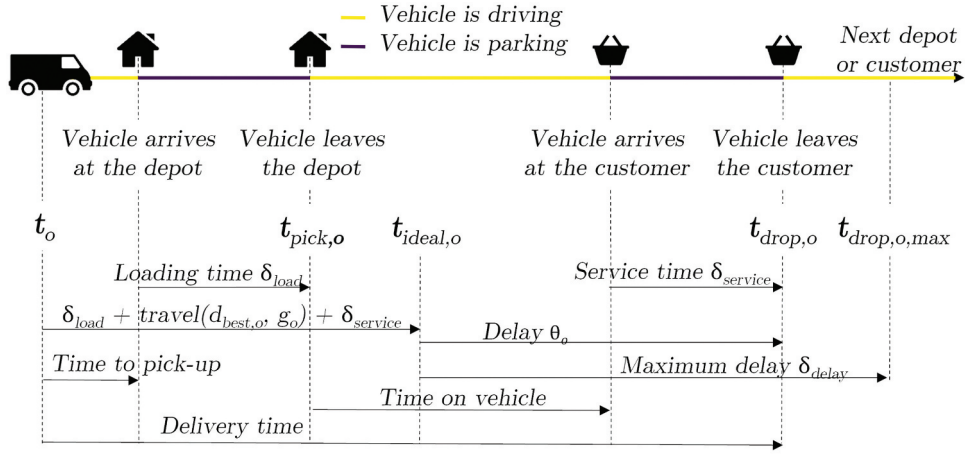 Vehicle is driving
Vehicle is parking
Next depot
or customer
Vehicle arrives
at the depot
Vehicle leaves
the depot
Vehicle arrives
at the customer
Vehicle leaves
the customer
t_o
t_pick,o
t_ideal,o
t_drop,o
t_drop,o,max
Loading time δ_load
Service time δ_service
δ_load + travel(d_best,o, g_o) + δ_service
Delay θ_o
Time to pick-up
Maximum delay δ_delay
Time on vehicle
Delivery time